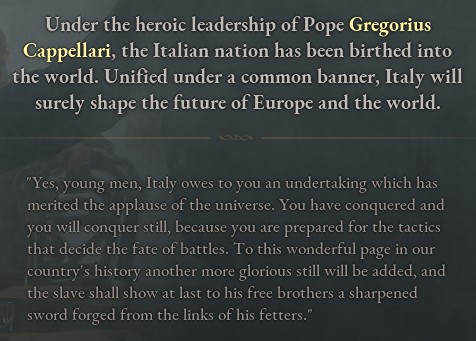 Under the heroic leadership of Pope Gregorius
Cappellari, the Italian nation has been birthed into
the world. Unified under a common banner, Italy will
surely shape the future of Europe and the world.
"Yes, young men, Italy owes to you an undertaking which has
merited the applause of the universe. You have conquered and
you will conquer still, because you are prepared for the tactics
that decide the fate of battles. To this wonderful page in our
country's history another more glorious still will be added, and
the slave shall show at last to his free brothers a sharpened
sword forged from the links of his fetters."